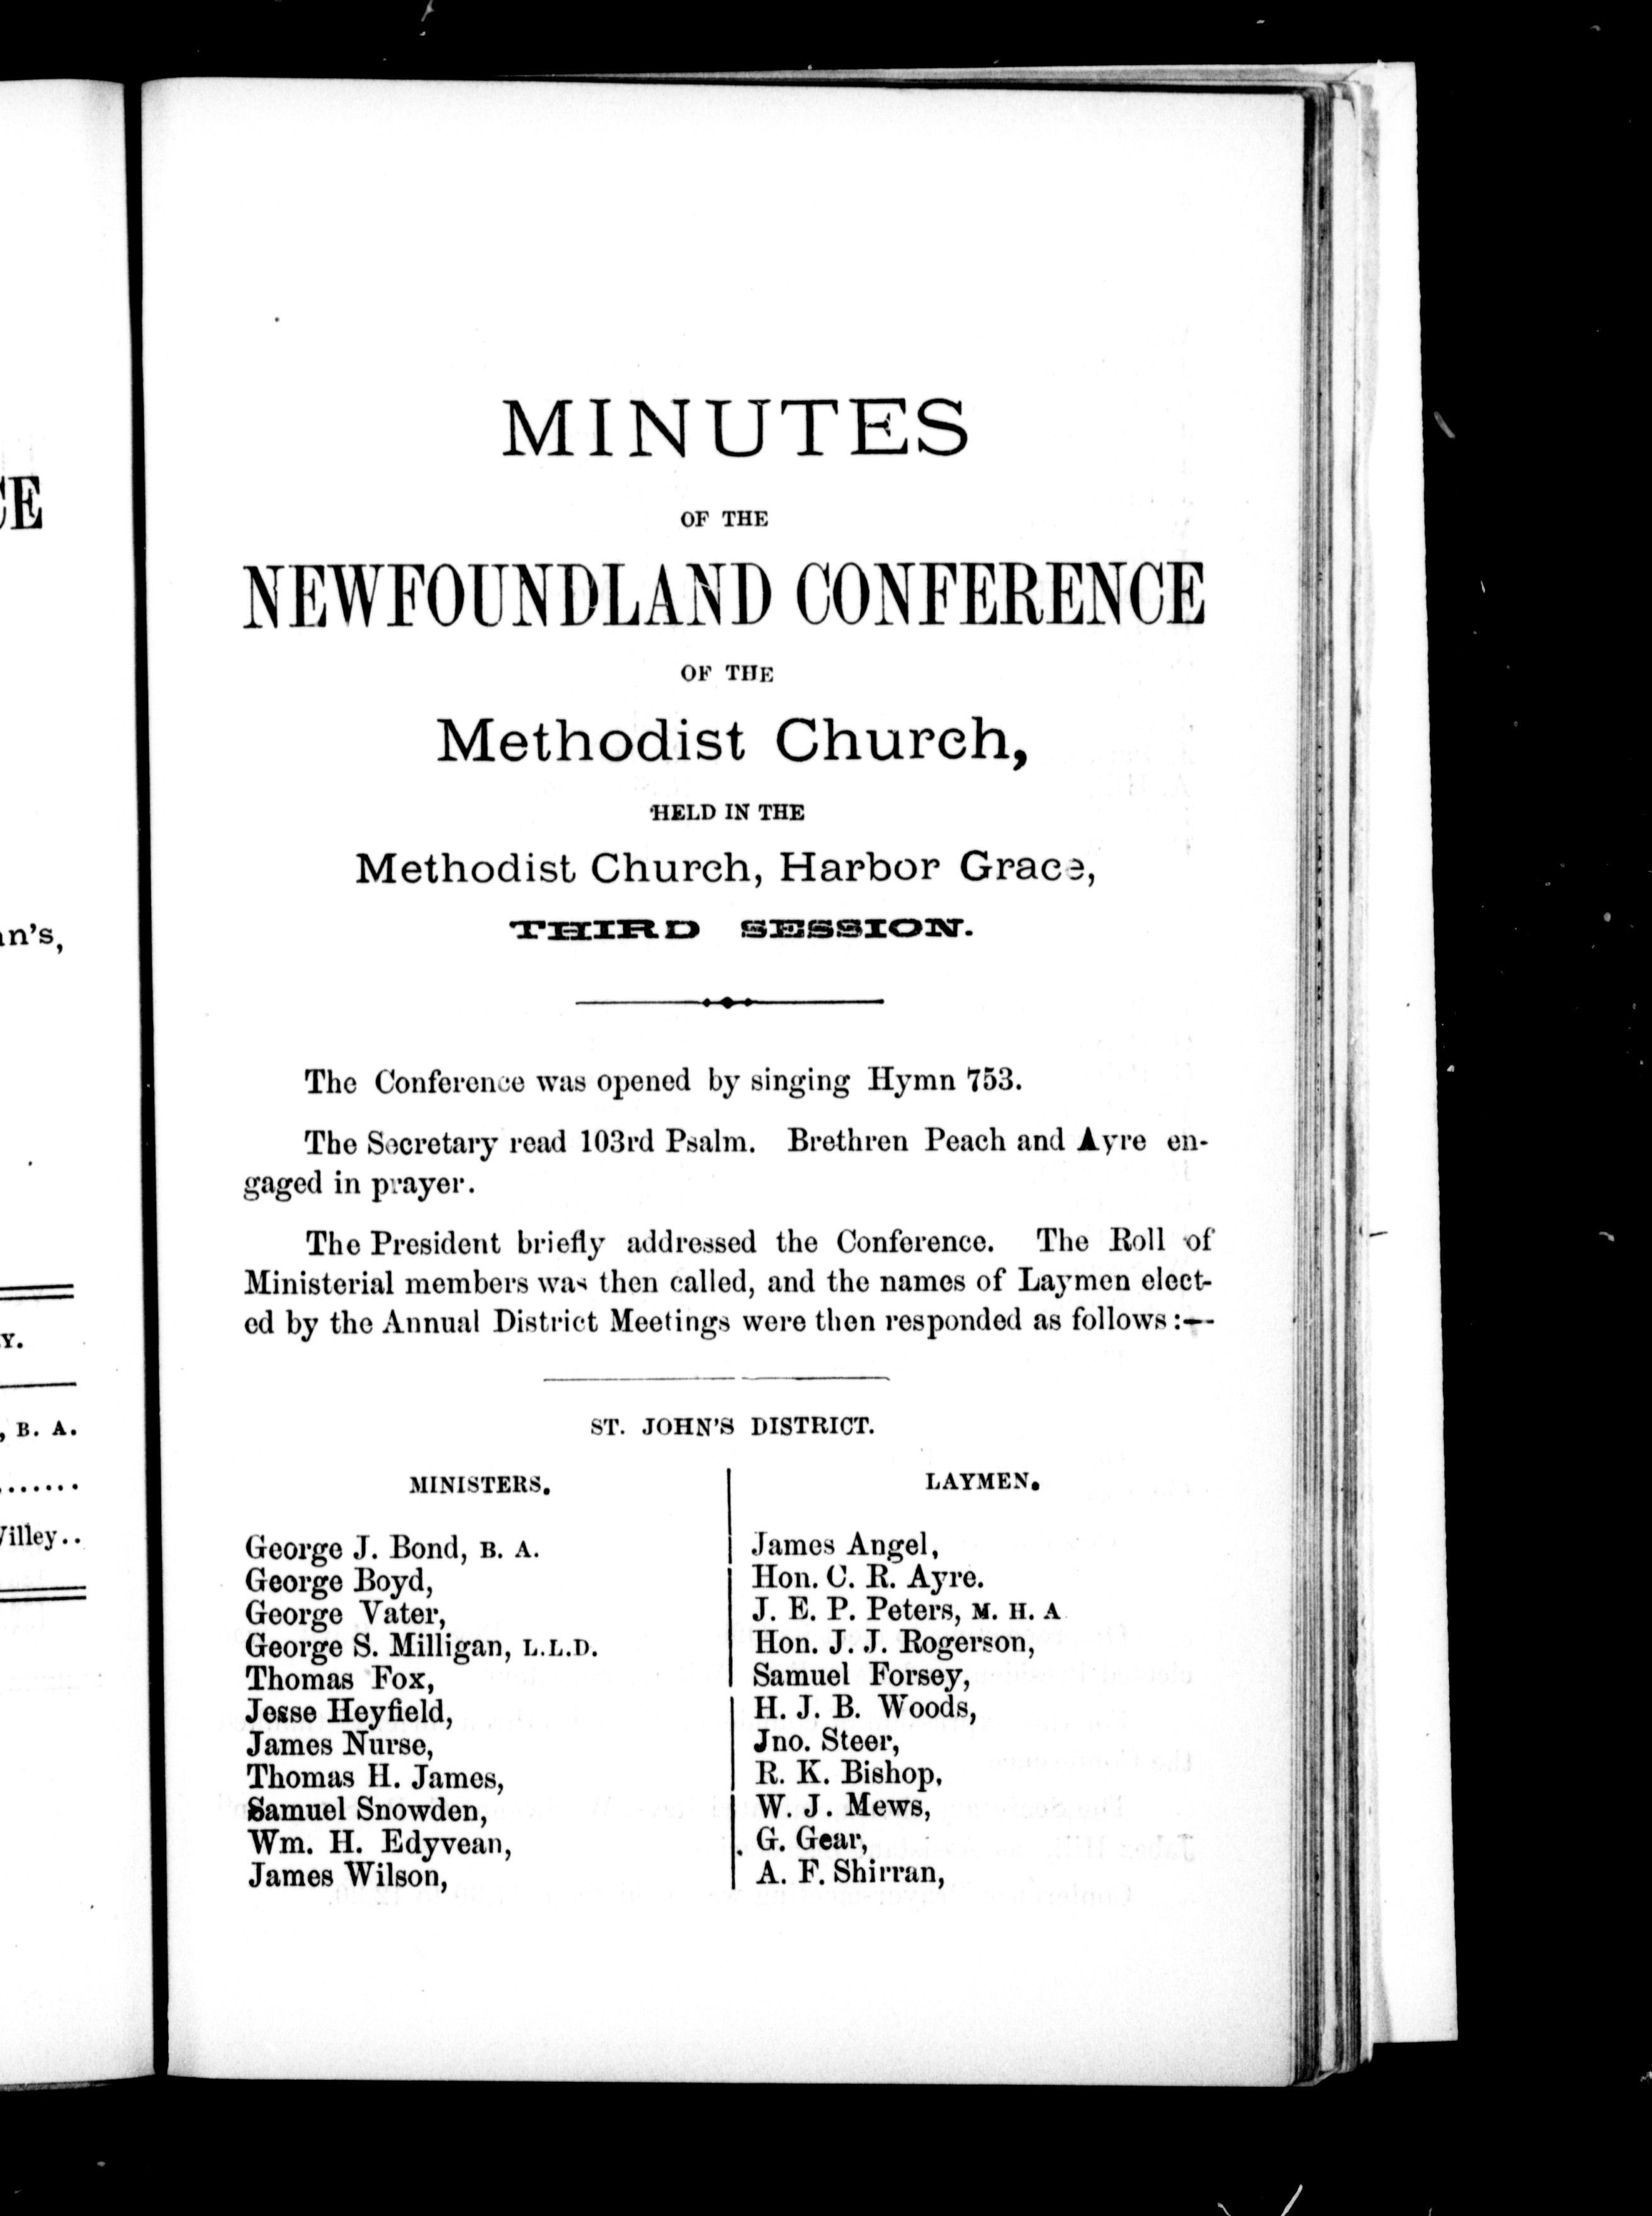 MINUTES
OF THE
NEWFOUNDLAND CONFERENCE
OF THE
Methodist Church,
HELD IN THE
Methodist Church, Harbor Grace,
THIRD SESSION.
The Conference was opened by singing Hymn 753.
The Secretary read 103rd Psalm. Brethren Peach and Ayre en-
gaged in prayer.
The President briefly addressed the Conference. The Roll of
Ministerial members was then called, and the names of Laymen elect-
ed by the Annual District Meetings were then responded as follows:—
ST. JOHN'S DISTRICT.
MINISTERS.
George J. Bond, B. A.
George Boyd,
George Vater,
George S. Milligan, L.L.D.
Thomas Fox,
Jesse Heyfield,
James Nurse,
Thomas H. James,
Samuel Snowden,
Wm. H. Edyvean,
James Wilson,
LAYMEN.
James Angel,
Hon. C. R. Ayre.
J. E. P. Peters, M. H. A
Hon. J. J. Rogerson,
Samuel Forsey,
H. J. B. Woods,
Jno. Steer,
R. K. Bishop,
W. J. Mews,
G. Gear,
A. F. Shirran,